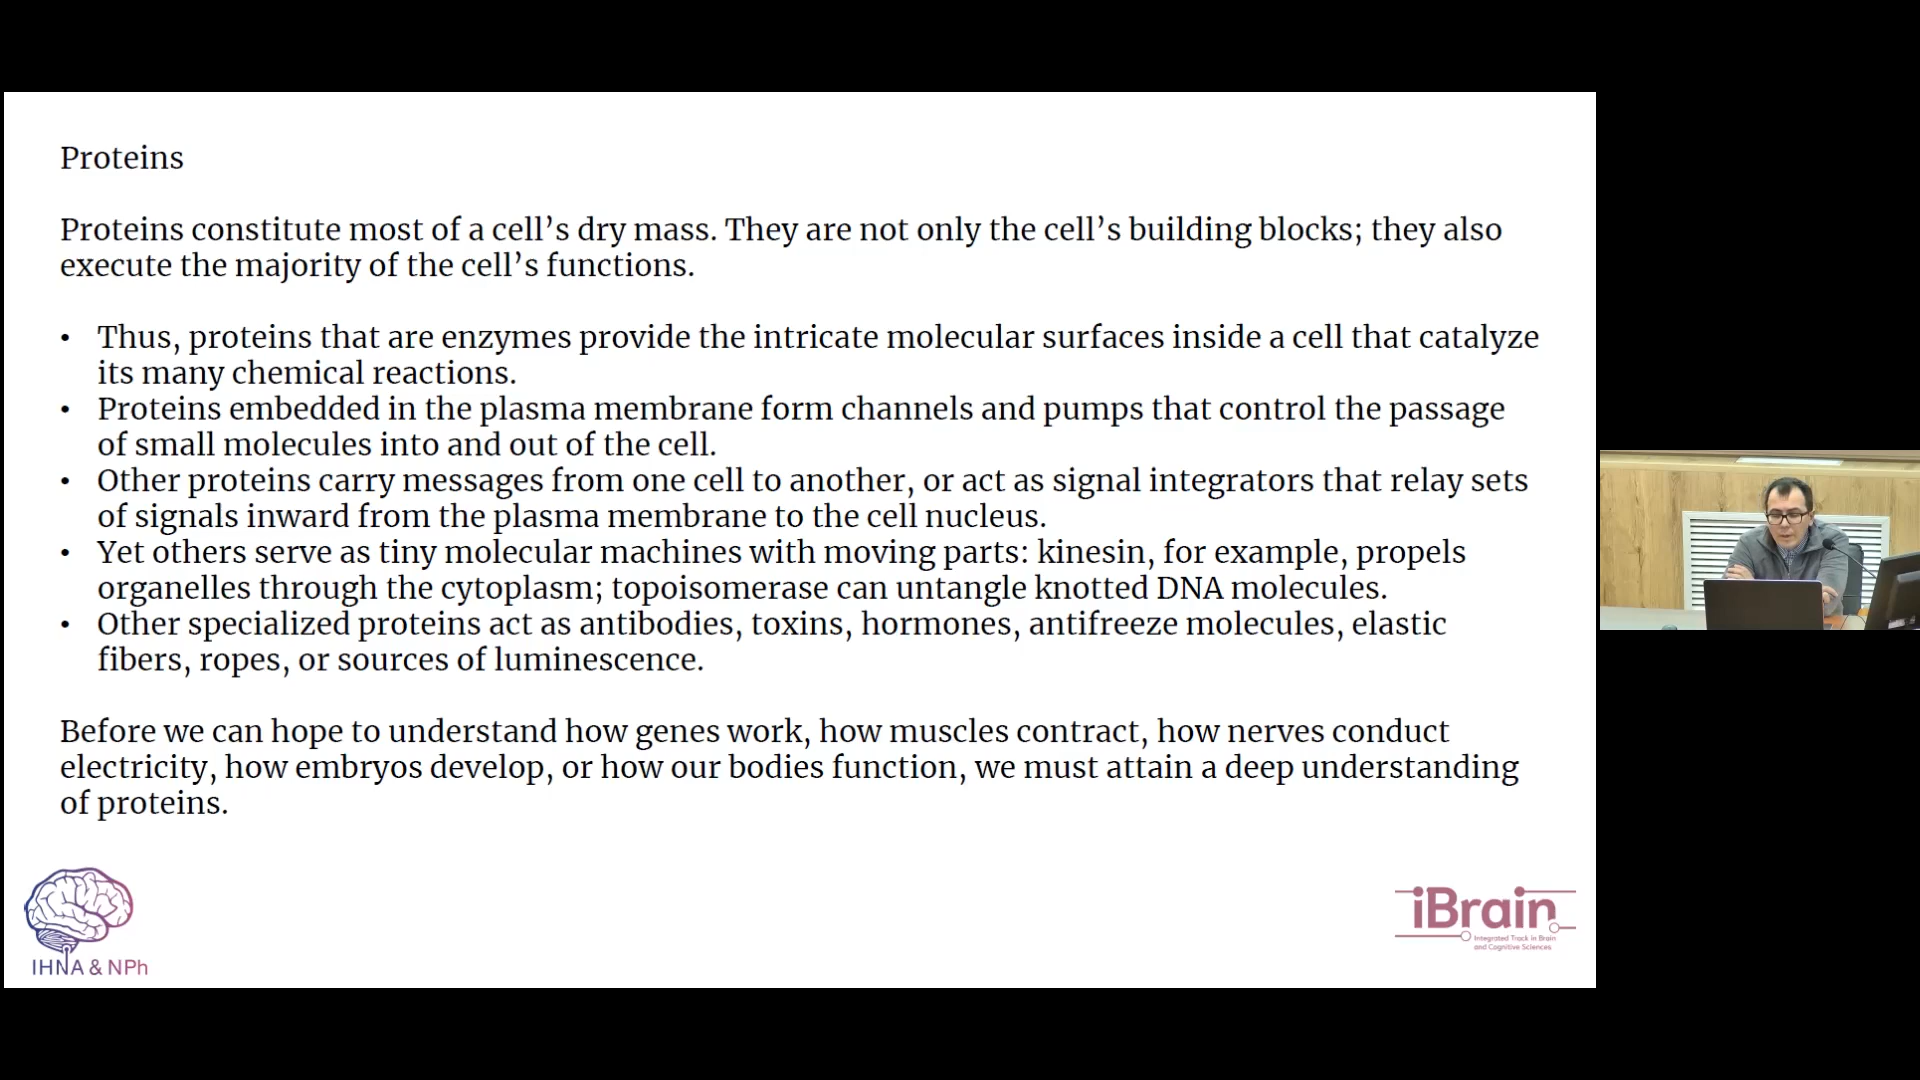 Proteins
Proteins constitute most of a cell’s dry mass. They are not only the cell’s building blocks; they also
execute the majority of the cell’s functions.
• Thus, proteins that are enzymes provide the intricate molecular surfaces inside a cell that catalyze
its many chemical reactions.
• Proteins embedded in the plasma membrane form channels and pumps that control the passage
of small molecules into and out of the cell.
• Other proteins carry messages from one cell to another, or act as signal integrators that relay sets
of signals inward from the plasma membrane to the cell nucleus.
• Yet others serve as tiny molecular machines with moving parts: kinesin, for example, propels
organelles through the cytoplasm; topoisomerase can untangle knotted DNA molecules.
• Other specialized proteins act as antibodies, toxins, hormones, antifreeze molecules, elastic
fibers, ropes, or sources of luminescence.
Before we can hope to understand how genes work, how muscles contract, how nerves conduct
electricity, how embryos develop, or how our bodies function, we must attain a deep understanding
of proteins.
IHNA & NPh
iBrain
Integrated Track in Brain
and Cognitive Sciences